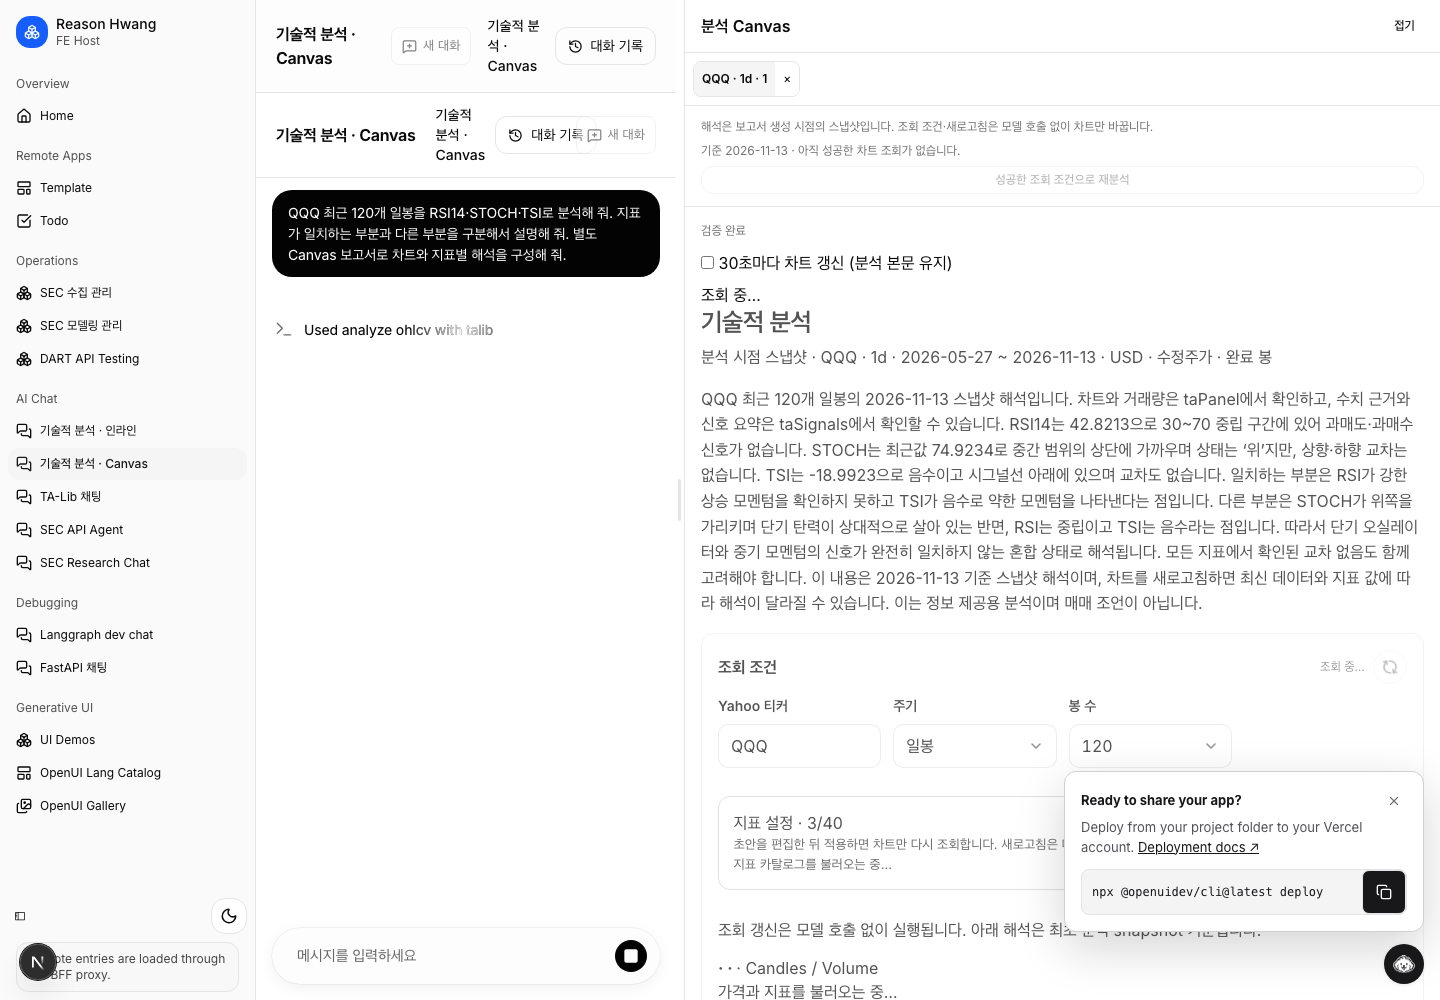 Reason Hwang
FE Host
Overview
Home
Remote Apps
Template
Todo
Operations
SEC 수집 관리
SEC 모델링 관리
DART API Testing
AI Chat
기술적 분석 · 인라인
기술적 분석 · Canvas
TA-Lib 채팅
SEC API Agent
SEC Research Chat
Debugging
Langgraph dev chat
FastAPI 채팅
Generative UI
UI Demos
OpenUI Lang Catalog
OpenUI Gallery
N
ote entries are loaded through
BFF proxy.
기술적 분석 ·
Canvas
새 대화
기술적 분
석 ·
Canvas
대화 기록
기술적 분석 · Canvas
기술적
분석 ·
Canvas
대화 기록
새 대화
QQQ 최근 120개 일봉을 RSI14·STOCH·TSI로 분석해 줘. 지표
가 일치하는 부분과 다른 부분을 구분해서 설명해 줘. 별도
Canvas 보고서로 차트와 지표별 해석을 구성해 줘.
Used analyze ohlcv with talib
메시지를 입력하세요
분석 Canvas
접기
QQQ · 1d · 1 ×
해석은 보고서 생성 시점의 스냅샷입니다. 조회 조건·새로고침은 모델 호출 없이 차트만 바꿉니다.
기준 2026-11-13 · 아직 성공한 차트 조회가 없습니다.
성공한 조회 조건으로 재분석
검증 완료
30초마다 차트 갱신 (분석 본문 유지)
조회 중...
기술적 분석
분석 시점 스냅샷 · QQQ · 1d · 2026-05-27 ~ 2026-11-13 · USD · 수정주가 · 완료 봉
QQQ 최근 120개 일봉의 2026-11-13 스냅샷 해석입니다. 차트와 거래량은 taPanel에서 확인하고, 수치 근거와
신호 요약은 taSignals에서 확인할 수 있습니다. RSI14는 42.8213으로 30~70 중립 구간에 있어 과매도·과매수
신호가 없습니다. STOCH는 최근값 74.9234로 중간 범위의 상단에 가까우며 상태는 ‘위’지만, 상향·하향 교차는
없습니다. TSI는 -18.9923으로 음수이고 시그널선 아래에 있으며 교차도 없습니다. 일치하는 부분은 RSI가 강한
상승 모멘텀을 확인하지 못하고 TSI가 음수로 약한 모멘텀을 나타낸다는 점입니다. 다른 부분은 STOCH가 위쪽을
가리키며 단기 탄력이 상대적으로 살아 있는 반면, RSI는 중립이고 TSI는 음수라는 점입니다. 따라서 단기 오실레이
터와 중기 모멘텀의 신호가 완전히 일치하지 않는 혼합 상태로 해석됩니다. 모든 지표에서 확인된 교차 없음도 함께
고려해야 합니다. 이 내용은 2026-11-13 기준 스냅샷 해석이며, 차트를 새로고침하면 최신 데이터와 지표 값에 따
라 해석이 달라질 수 있습니다. 이는 정보 제공용 분석이며 매매 조언이 아닙니다.
조회 조건
조회 중...
Yahoo 티커
주기
봉 수
QQQ
일봉
120
지표 설정 · 3/40
초안을 편집한 뒤 적용하면 차트만 다시 조회합니다. 새로고침은
지표 카탈로그를 불러오는 중...
조회 갱신은 모델 호출 없이 실행됩니다. 아래 해석은 최초 분석 snapshot 기준입니다.
··· Candles / Volume
가격과 지표를 불러오는 중...
Ready to share your app?
Deploy from your project folder to your Vercel
account. Deployment docs ↗
npx @openuidev/cli@latest deploy